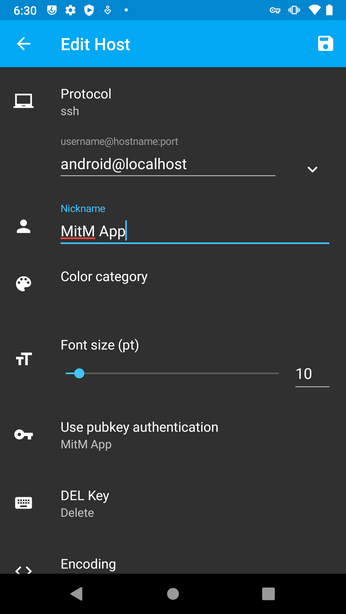 6:30
Edit Host
Protocol
ssh
username@hostname:port
android@localhost
Nickname
MitM App
Color category
Font size (pt)
10
Use pubkey authentication
MitM App
DEL Key
Delete
Encoding